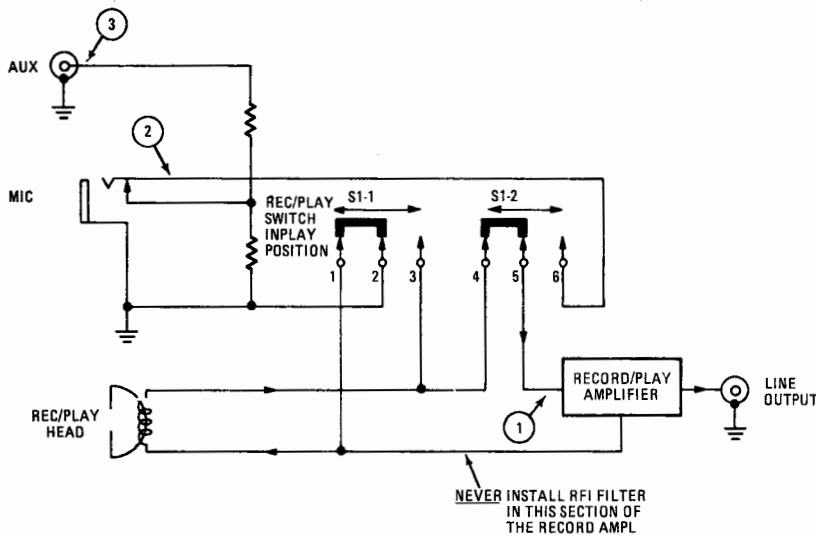 3
AUX
2
MIC
REC/PLAY
SWITCH
INPLAY
POSITION
S1-1
S1-2
1
2
3
4
5
6
REC/PLAY
HEAD
RECORD/PLAY
AMPLIFIER
LINE
OUTPUT
1
NEVER INSTALL RFI FILTER
IN THIS SECTION OF
THE RECORD AMPL